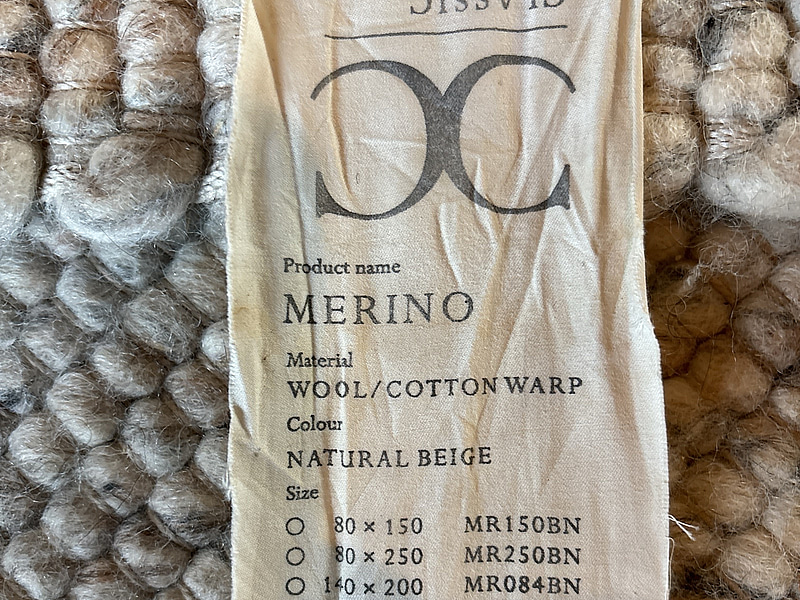 CC
Product name
MERINO
Material
WOOL/COTTON WARP
Colour
NATURAL BEIGE
Size
80 × 150 MR150BN
80 × 250 MR250BN
140 × 200 MR084BN